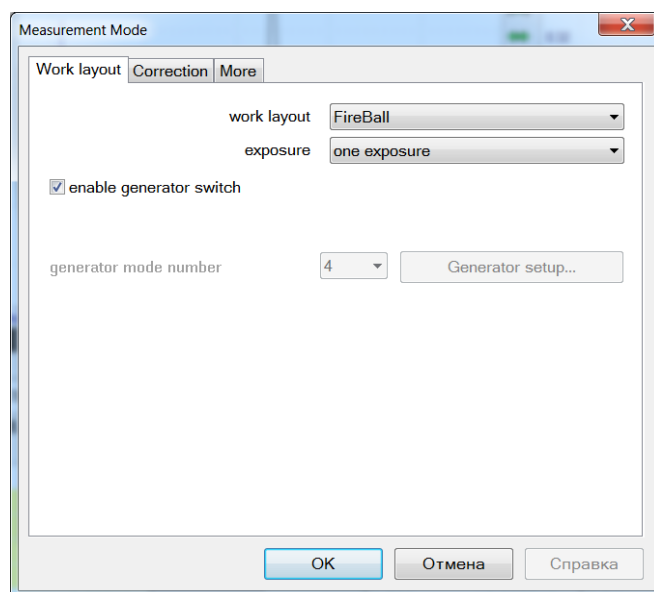 Measurement Mode
Work layout Correction More
work layout FireBall
exposure one exposure
enable generator switch
generator mode number 4 Generator setup...
OK Отмена Справка